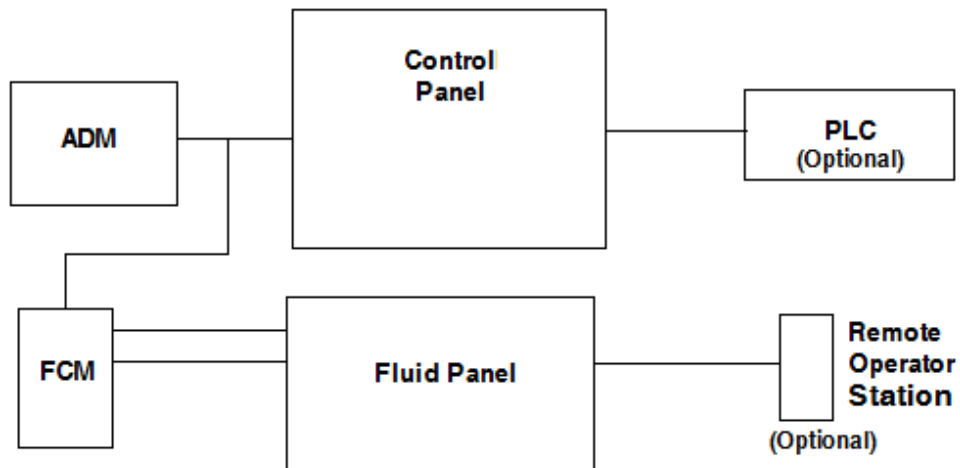 Control
Panel
ADM
PLC
(Optional)
FCM
Fluid Panel
Remote
Operator
Station
(Optional)